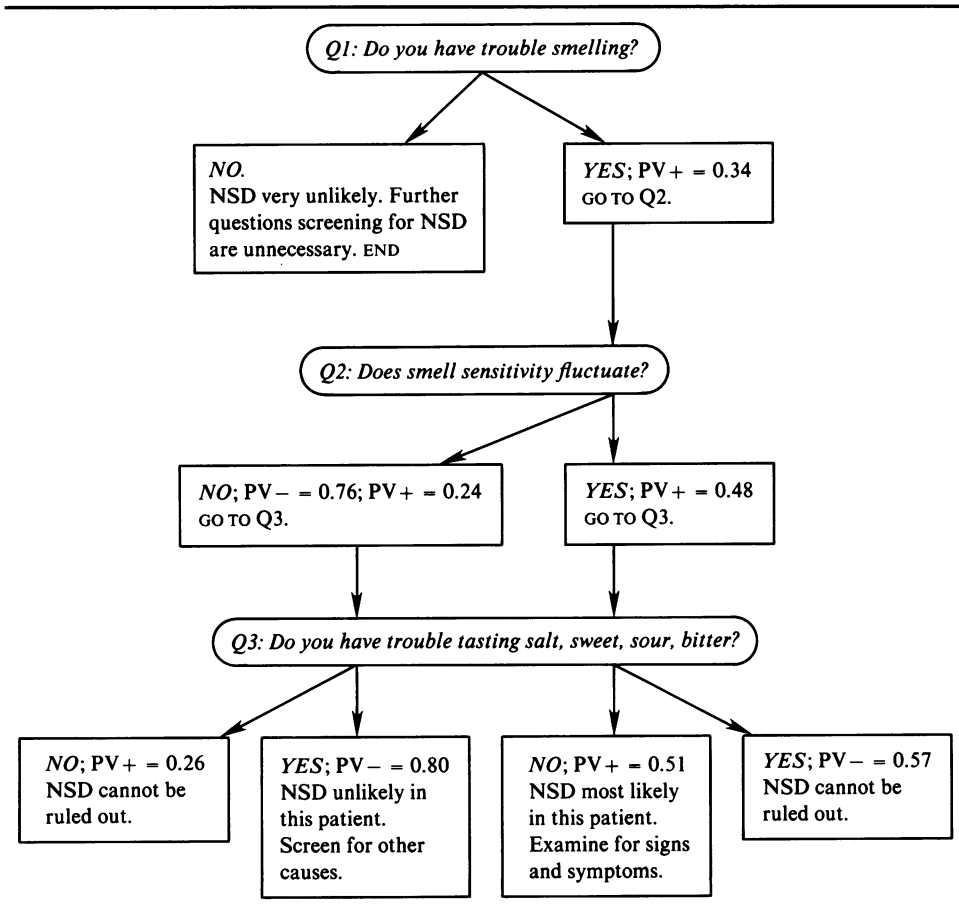 Q1: Do you have trouble smelling?
NO.
NSD very unlikely. Further
questions screening for NSD
are unnecessary. END
YES; PV+ = 0.34
GO TO Q2.
Q2: Does smell sensitivity fluctuate?
NO; PV− = 0.76; PV+ = 0.24
GO TO Q3.
YES; PV+ = 0.48
GO TO Q3.
Q3: Do you have trouble tasting salt, sweet, sour, bitter?
NO; PV+ = 0.26
NSD cannot be
ruled out.
YES; PV− = 0.80
NSD unlikely in
this patient.
Screen for other
causes.
NO; PV+ = 0.51
NSD most likely
in this patient.
Examine for signs
and symptoms.
YES; PV− = 0.57
NSD cannot be
ruled out.